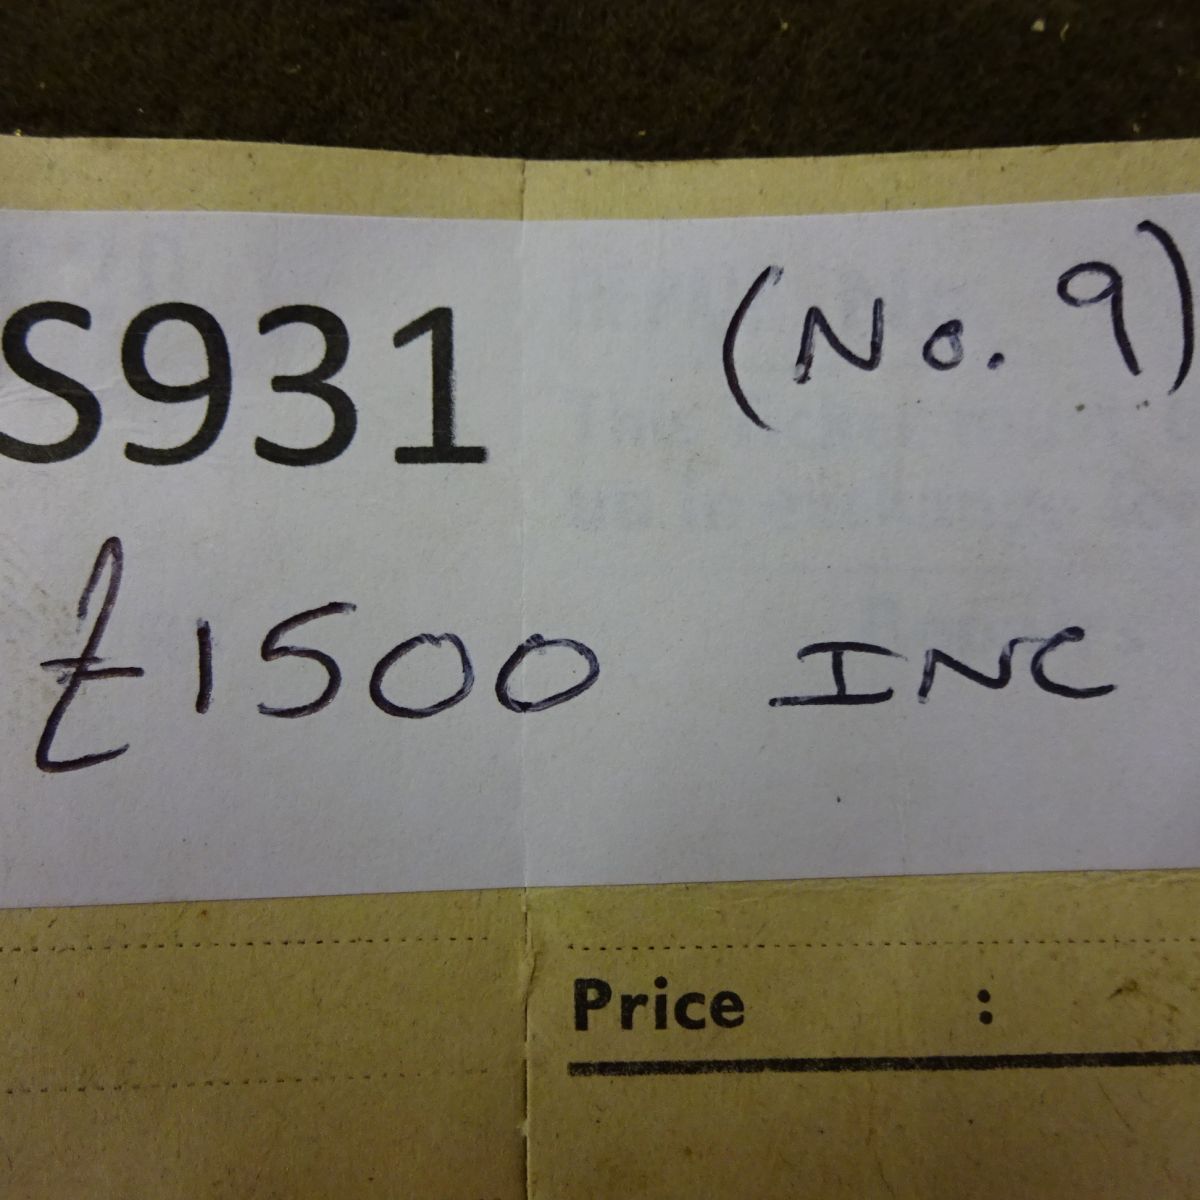 S931 (No. 9)
£1500 INC
Price :